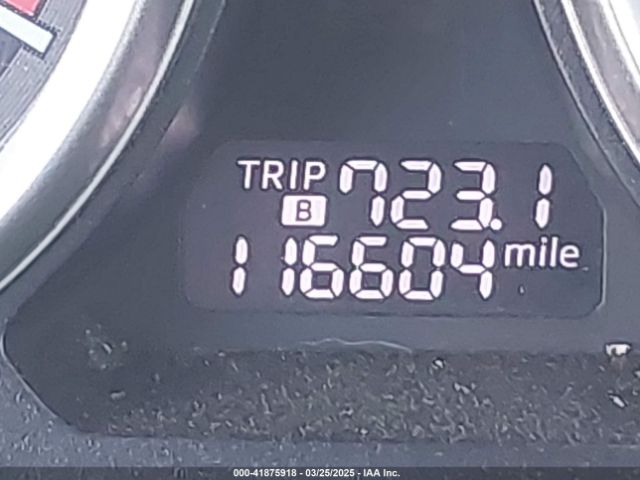 TRIP 723.1
B
116604 mile
000-41875918 - 03/25/2025 - IAA Inc.